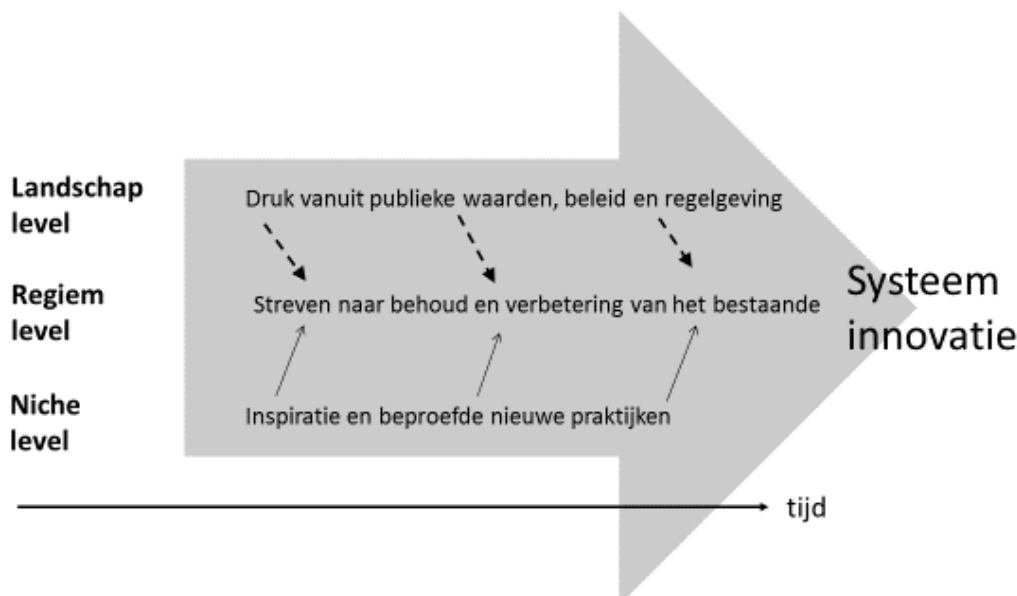 Landschap
level
Druk vanuit publieke waarden, beleid en regelgeving
Regiem
level
Streven naar behoud en verbetering van het bestaande
Systeem
innovatie
Niche
level
Inspiratie en beproefde nieuwe praktijken
tijd